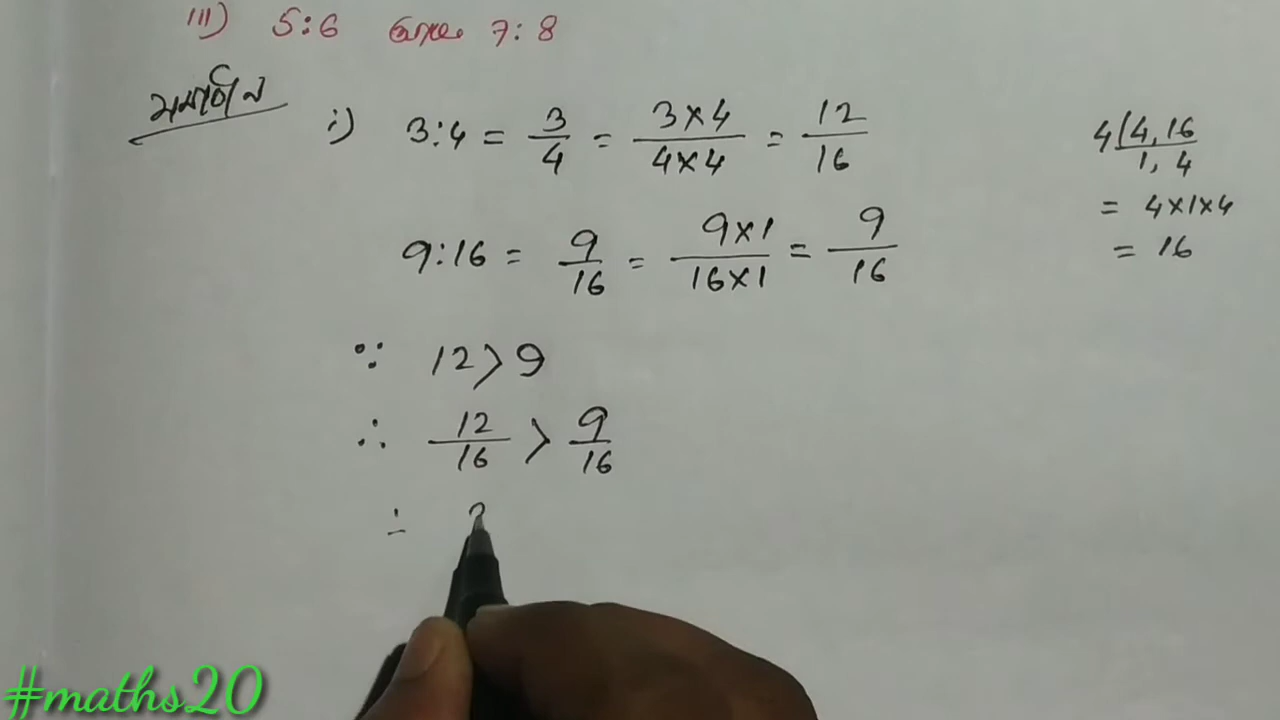 III) 5:6 আৰু 7:8
সমাধান
i) 3:4 = 3/4 = 3×4/4×4 = 12/16
4 | 4, 16
1, 4
= 4×1×4
= 16
9:16 = 9/16 = 9×1/16×1 = 9/16
∵ 12 > 9
∴ 12/16 > 9/16
∴
#maths20